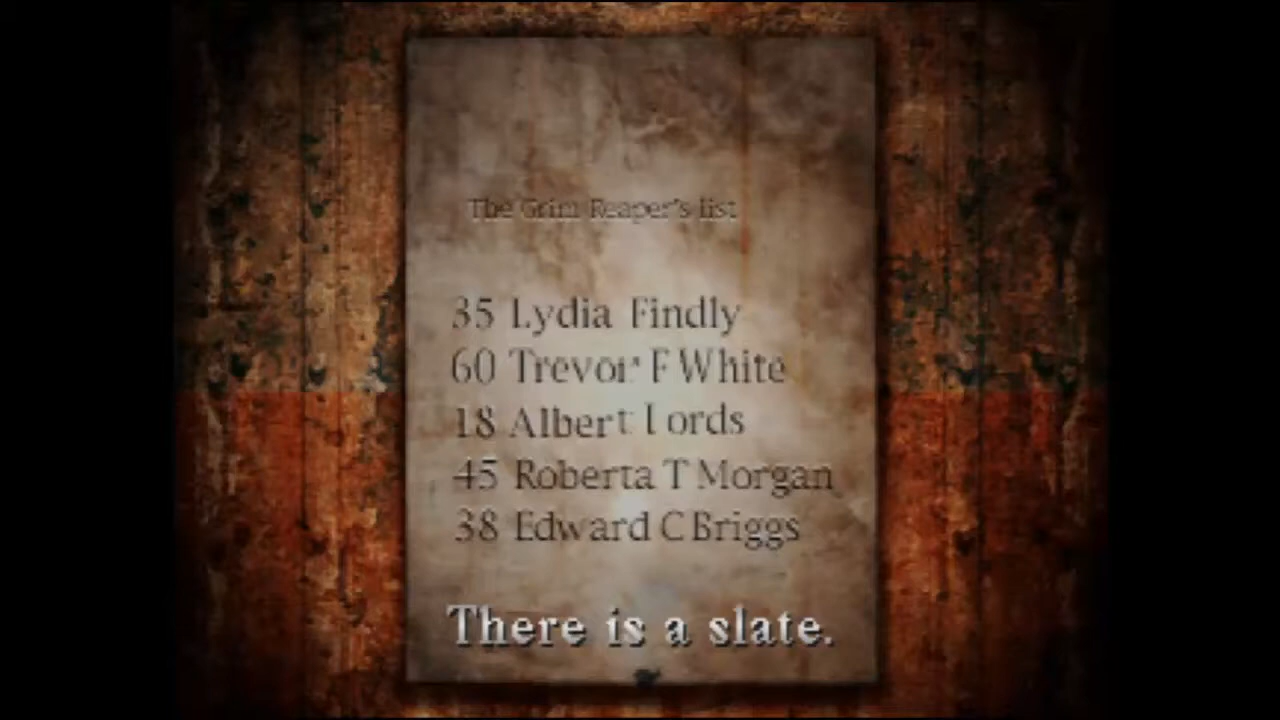 The Grim Reaper's list
35 Lydia Findly
60 Trevor F White
18 Albert Lords
45 Roberta T Morgan
38 Edward C Briggs
There is a slate.